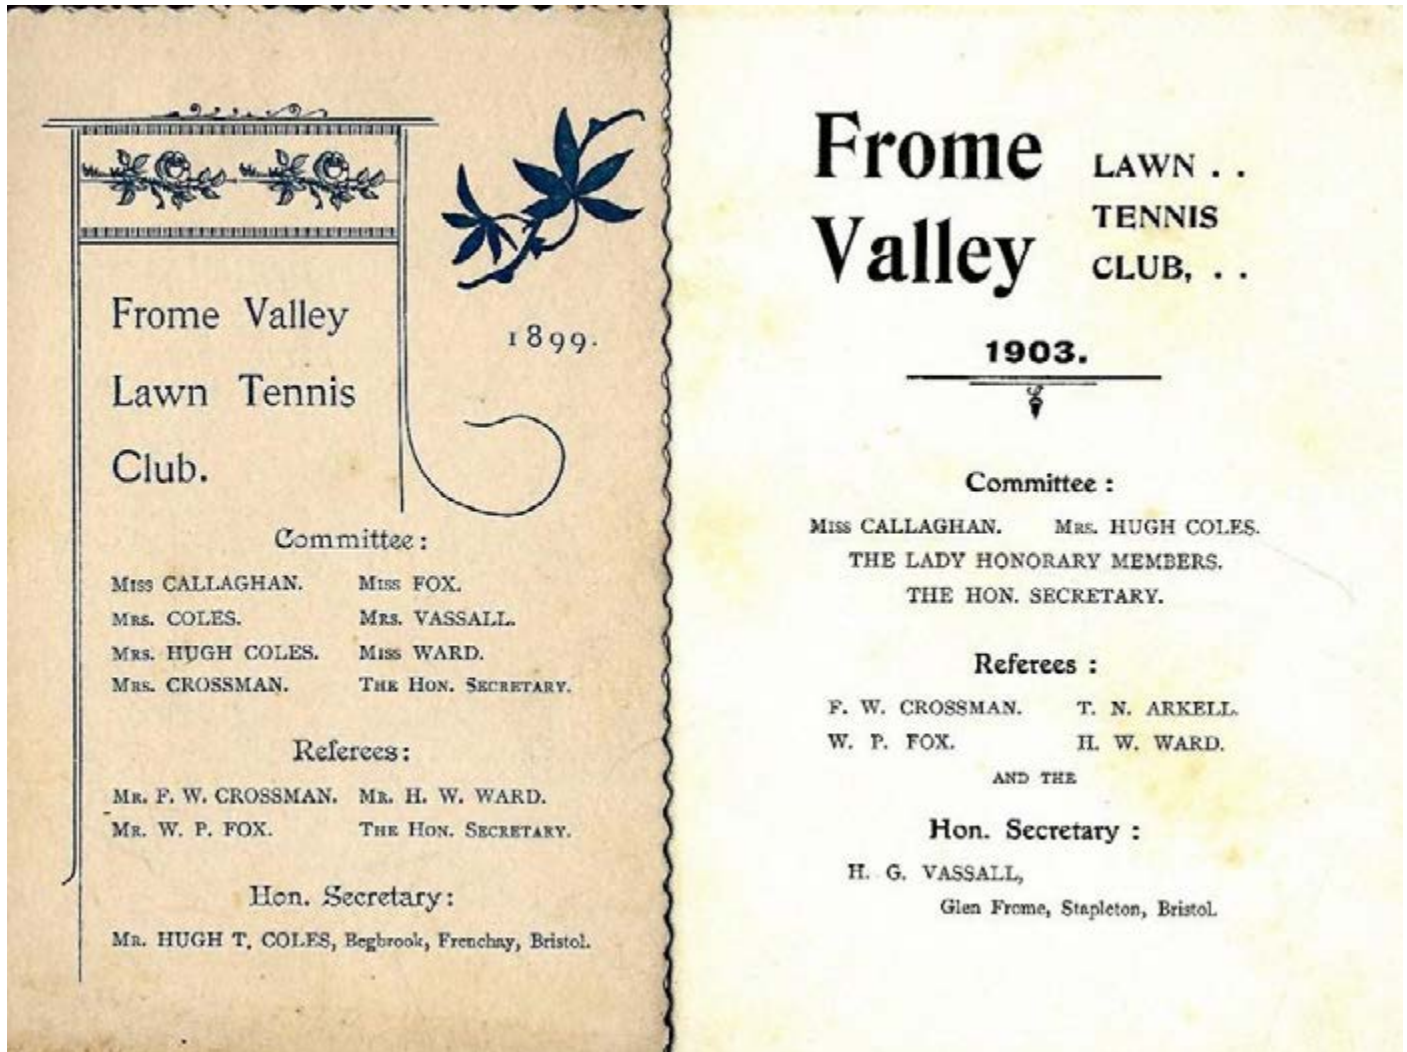 Frome Valley
Lawn Tennis
Club.
1899.
Committee:
Miss CALLAGHAN. Miss FOX.
Mrs. COLES. Mrs. VASSALL.
Mrs. HUGH COLES. Miss WARD.
Mrs. CROSSMAN. The Hon. Secretary.
Referees:
Mr. F. W. CROSSMAN. Mr. H. W. WARD.
Mr. W. P. FOX. The Hon. Secretary.
Hon. Secretary:
Mr. HUGH T. COLES, Begbrook, Frenchay, Bristol.
Frome Valley
LAWN . .
TENNIS
CLUB, . .
1903.
Committee :
Miss CALLAGHAN. Mrs. HUGH COLES.
THE LADY HONORARY MEMBERS.
THE HON. SECRETARY.
Referees :
F. W. CROSSMAN. T. N. ARKELL.
W. P. FOX. H. W. WARD.
AND THE
Hon. Secretary :
H. G. VASSALL,
Glen Frome, Stapleton, Bristol.